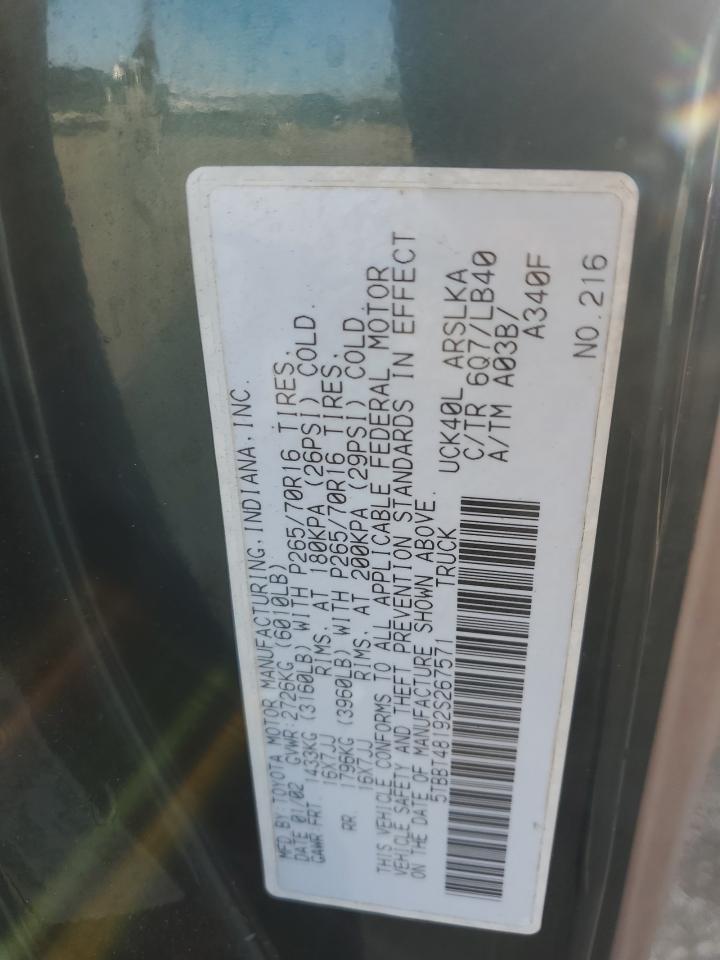 MFD. BY TOYOTA MOTOR MANUFACTURING, INDIANA, INC.
DATE 01/02 GVWR: 2726KG (6010LB)
GAWR FRT. 1433KG (3160LB) WITH P265/70R16 TIRES,
16X7JJ RIMS, AT 180KPA (26PSI) COLD.
RR. 1796KG (3960LB) WITH P265/70R16 TIRES,
16X7JJ RIMS, AT 200KPA (29PSI) COLD.
THIS VEHICLE CONFORMS TO ALL APPLICABLE FEDERAL MOTOR
VEHICLE SAFETY AND THEFT PREVENTION STANDARDS IN EFFECT
ON THE DATE OF MANUFACTURE SHOWN ABOVE.
5TBBT48192S267571 TRUCK
UCK40L ARSLKA
C/TR 6Q7/LB40
A/TM A03B/
A340F
NO.216